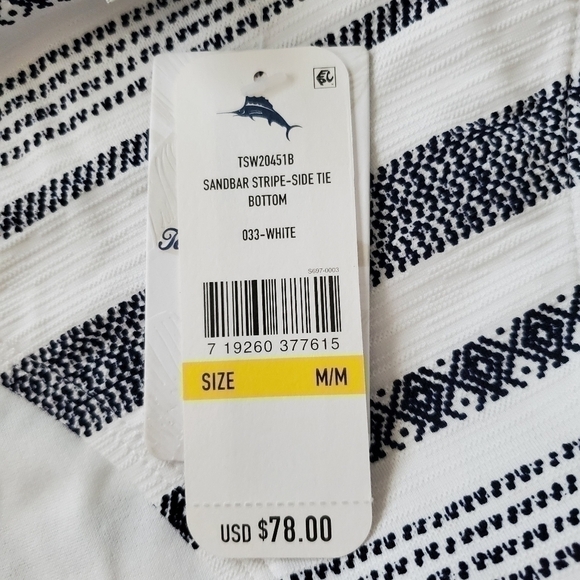 TSW20451B
SANDBAR STRIPE-SIDE TIE
BOTTOM
033-WHITE
S697-0003
7 19260 377615
SIZE M/M
USD $78.00